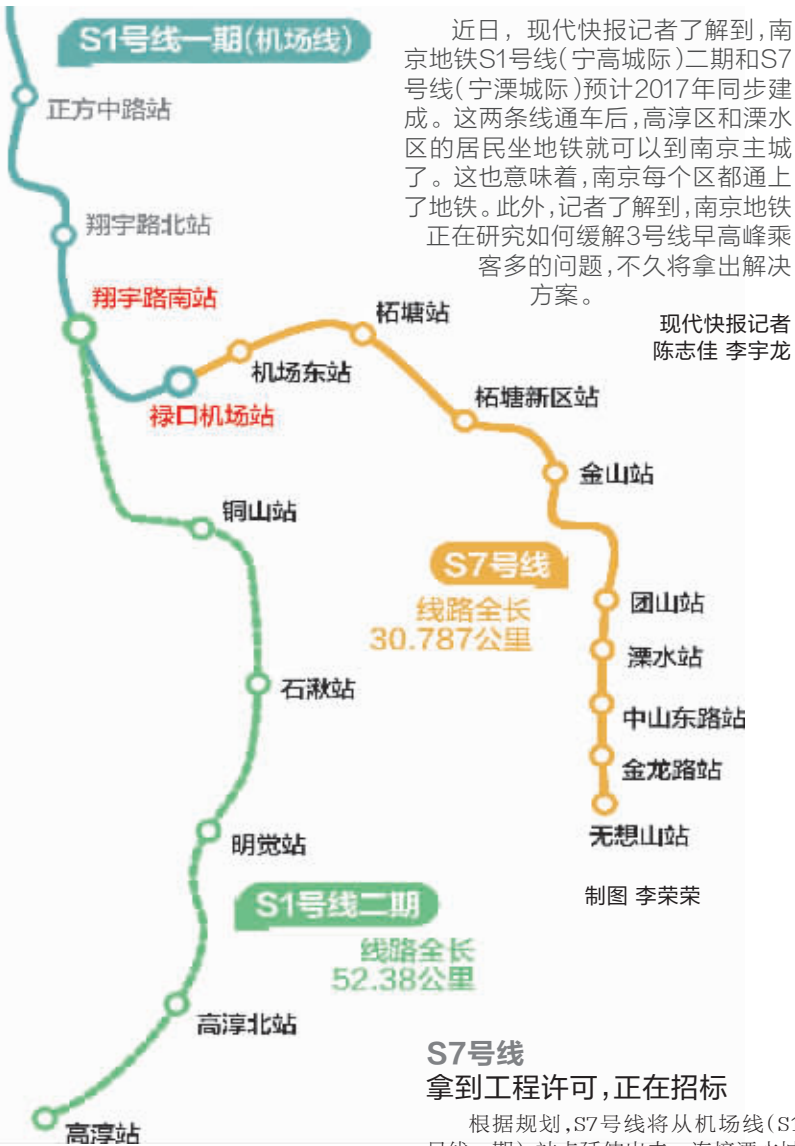 S1号线一期(机场线)
正方中路站
翔宇路北站
翔宇路南站
禄口机场站
机场东站
柘塘站
柘塘新区站
金山站
团山站
溧水站
中山东路站
金龙路站
无想山站
S7号线
线路全长
30.787公里
铜山站
石湫站
明觉站
高淳北站
高淳站
S1号线二期
线路全长
52.38公里
制图 李荣荣
近日，现代快报记者了解到,南
京地铁S1号线(宁高城际)二期和S7
号线(宁溧城际)预计2017年同步建
成。这两条线通车后,高淳区和溧水
区的居民坐地铁就可以到南京主城
了。这也意味着,南京每个区都通上
了地铁。此外,记者了解到,南京地铁
正在研究如何缓解3号线早高峰乘
客多的问题,不久将拿出解决
方案。
现代快报记者
陈志佳 李宇龙
S7号线
拿到工程许可,正在招标
根据规划,S7号线将从机场线(S1